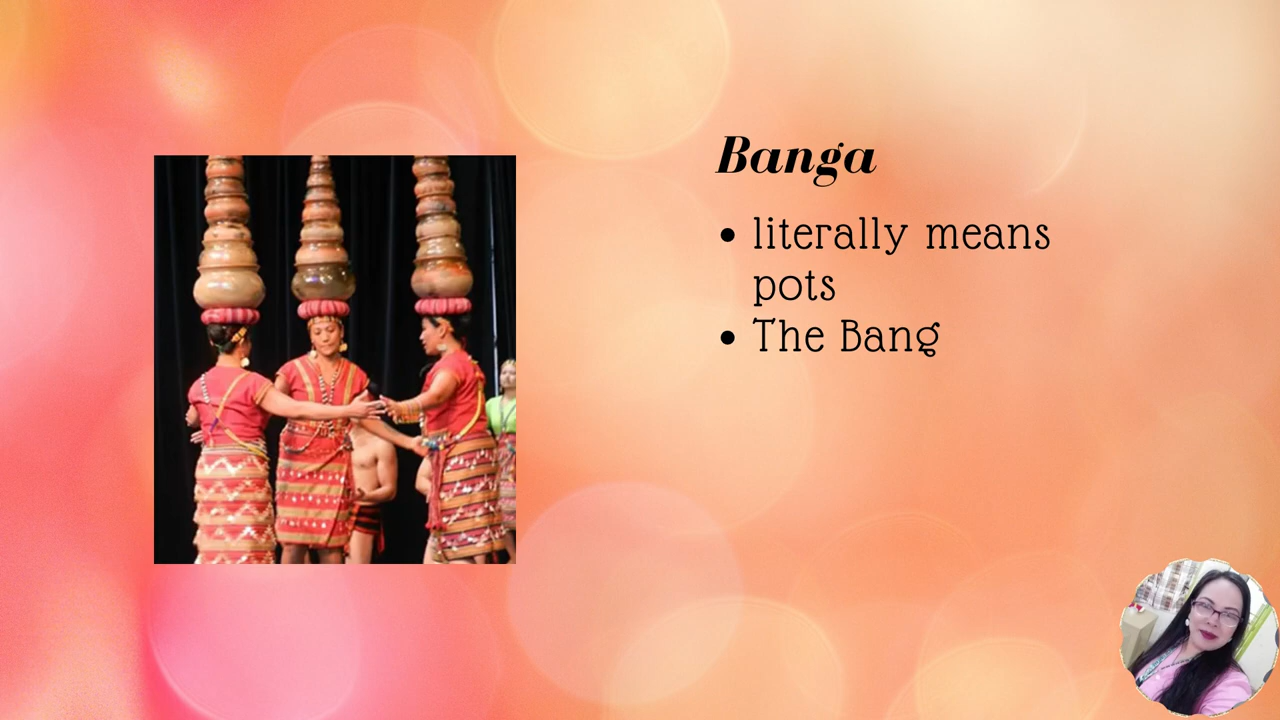 Banga
• literally means
pots
• The Bang